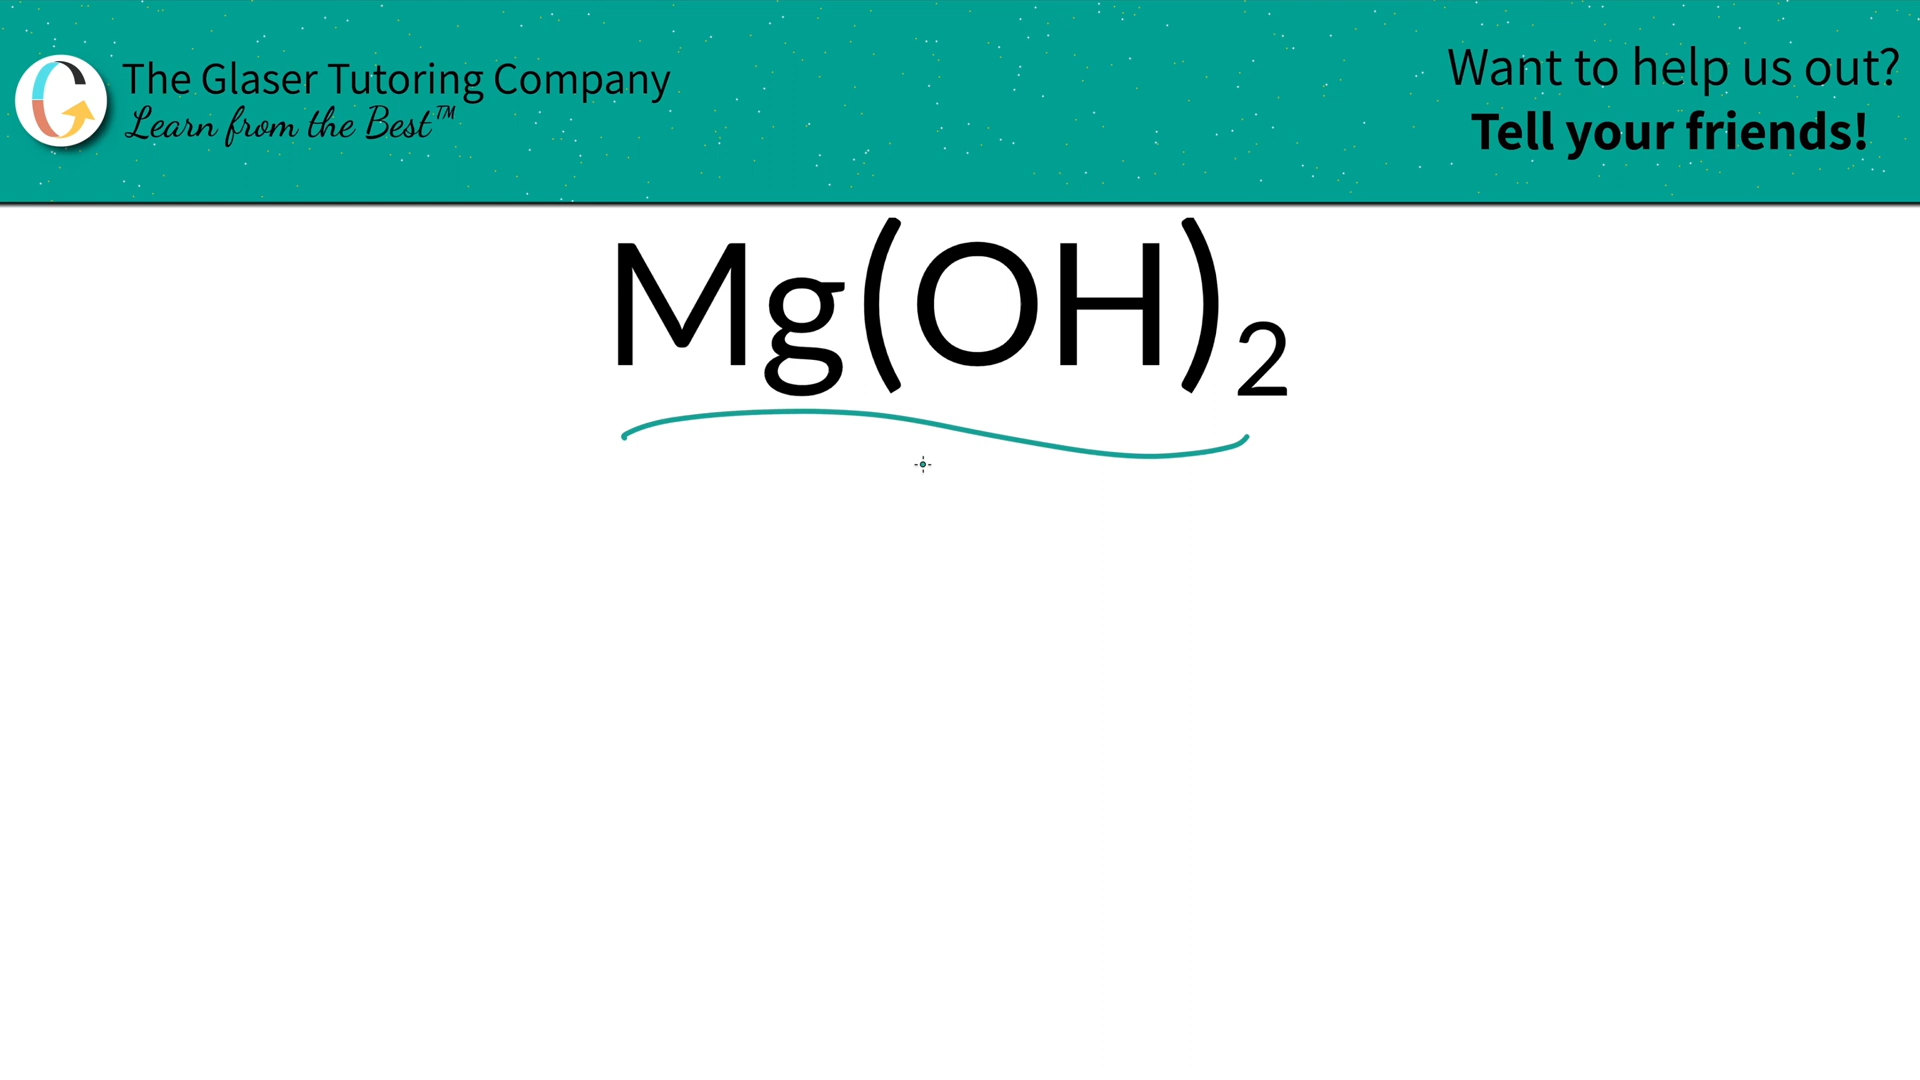 The Glaser Tutoring Company
Learn from the Best™
Want to help us out?
Tell your friends!
Mg(OH)₂